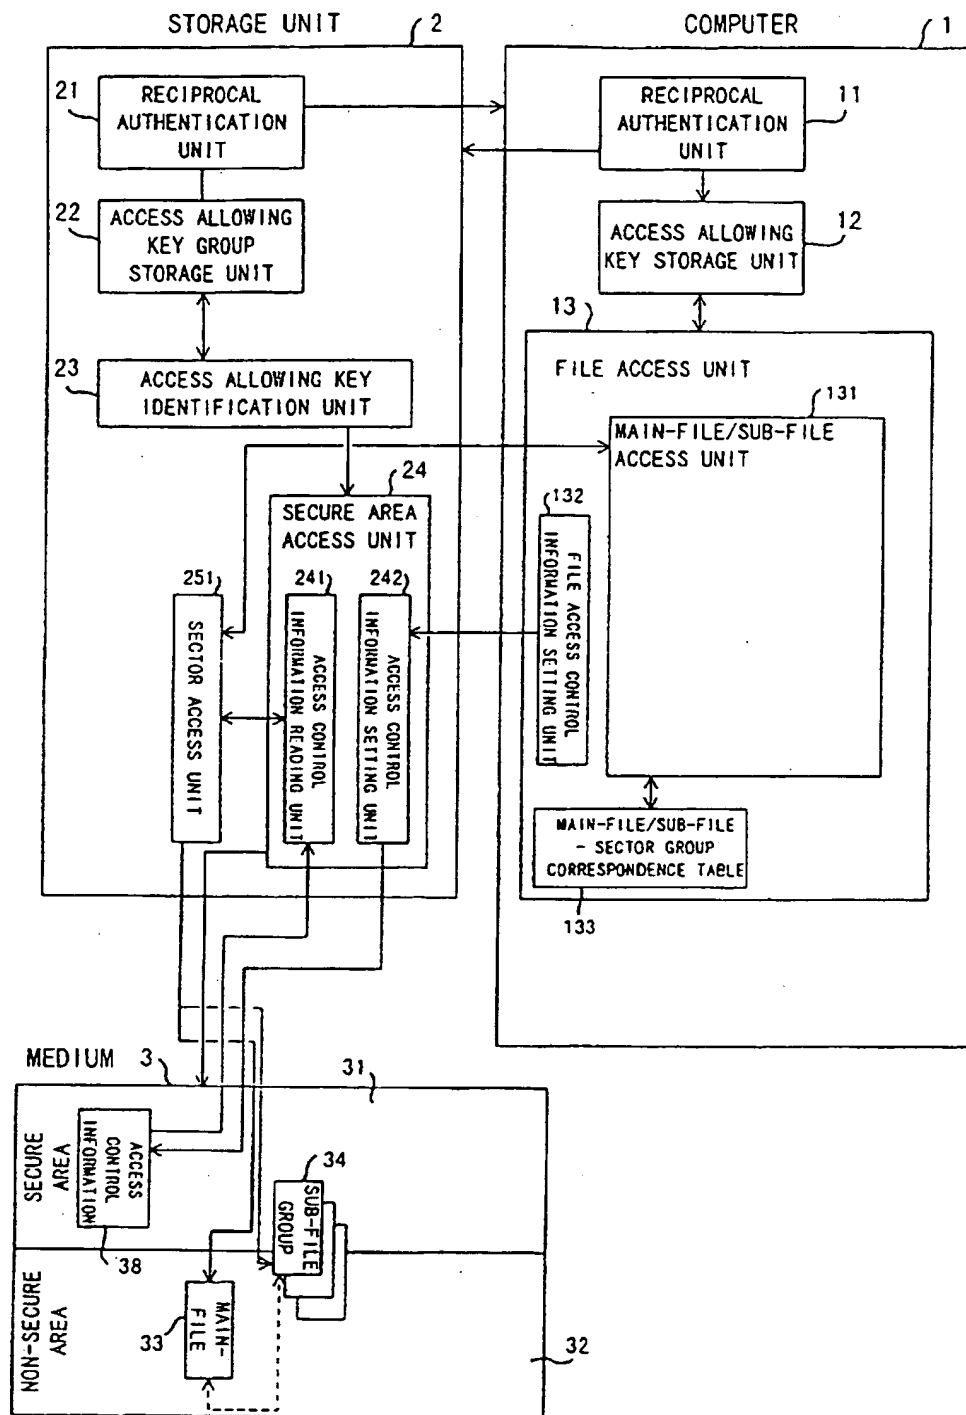 STORAGE UNIT
2
COMPUTER
1
21
RECIPROCAL
AUTHENTICATION
UNIT
RECIPROCAL
AUTHENTICATION
UNIT
11
22
ACCESS ALLOWING
KEY GROUP
STORAGE UNIT
ACCESS ALLOWING
KEY STORAGE UNIT
12
13
23
ACCESS ALLOWING KEY
IDENTIFICATION UNIT
FILE ACCESS UNIT
131
MAIN-FILE/SUB-FILE
ACCESS UNIT
24
SECURE AREA
ACCESS UNIT
132
FILE ACCESS CONTROL
INFORMATION SETTING UNIT
251
SECTOR ACCESS UNIT
241
ACCESS CONTROL
INFORMATION READING UNIT
242
ACCESS CONTROL
INFORMATION SETTING UNIT
MAIN-FILE/SUB-FILE
- SECTOR GROUP
CORRESPONDENCE TABLE
133
MEDIUM
3
31
SECURE
AREA
ACCESS
CONTROL
INFORMATION
38
34
SUB-FILE
GROUP
NON-SECURE
AREA
33
MAIN-
FILE
32